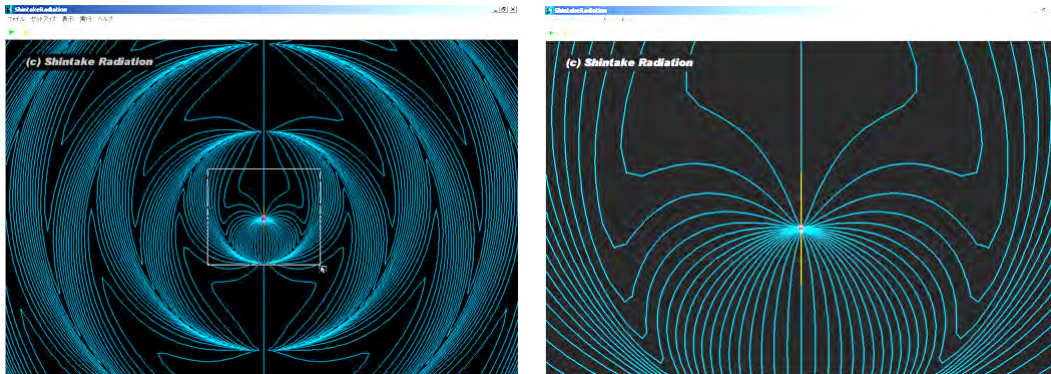 ShintakeRadiation
ファイル セットアップ 表示 実行 ヘルプ
(c) Shintake Radiation
ShintakeRadiation
(c) Shintake Radiation